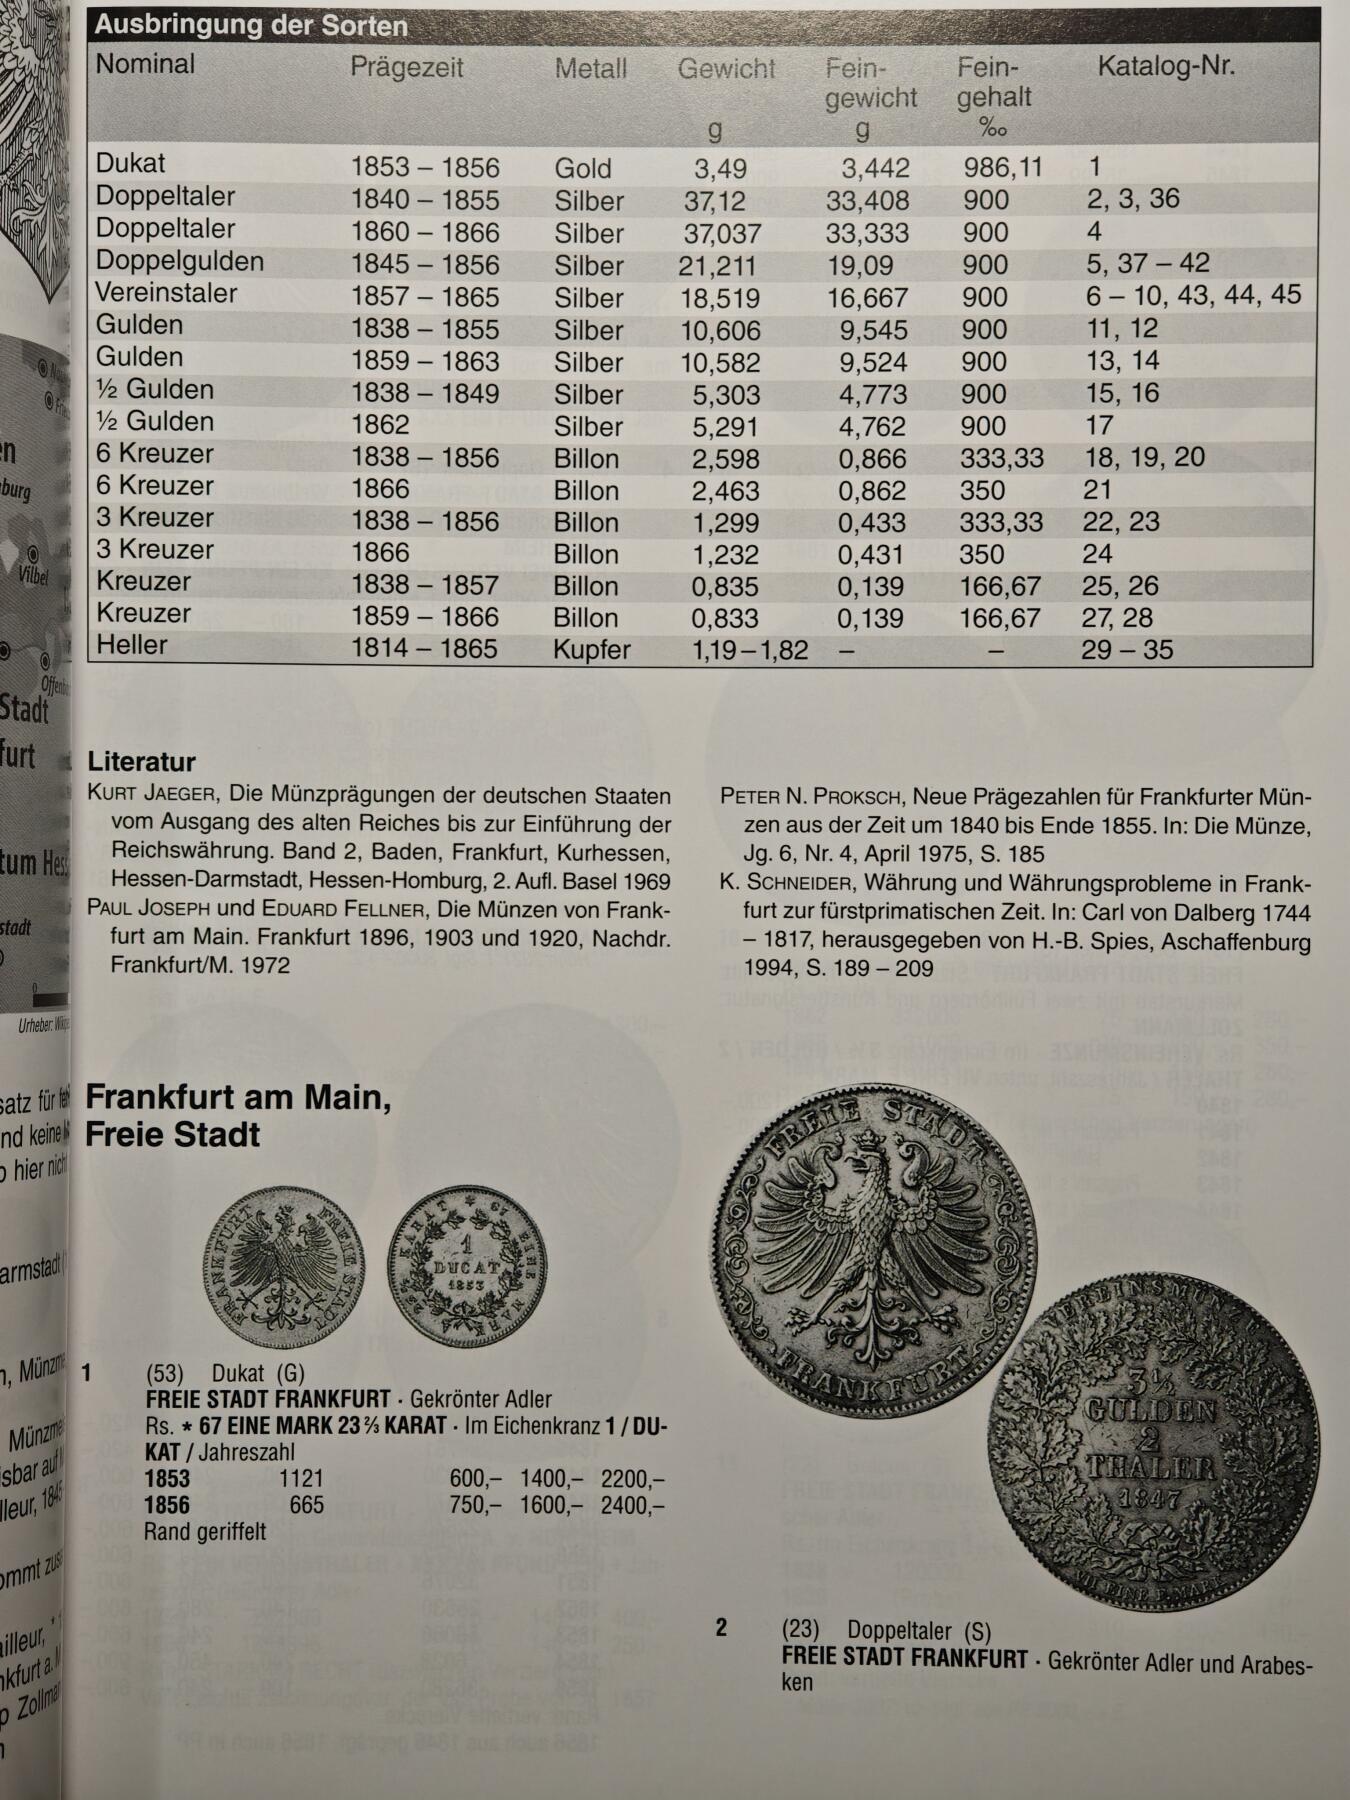 Ausbringung der Sorten
Nominal Prägezeit Metall Gewicht Fein- Fein- Katalog-Nr.
gewicht gehalt
g g ‰
Dukat 1853 – 1856 Gold 3,49 3,442 986,11 1
Doppeltaler 1840 – 1855 Silber 37,12 33,408 900 2, 3, 36
Doppeltaler 1860 – 1866 Silber 37,037 33,333 900 4
Doppelgulden 1845 – 1856 Silber 21,211 19,09 900 5, 37 – 42
Vereinstaler 1857 – 1865 Silber 18,519 16,667 900 6 – 10, 43, 44, 45
Gulden 1838 – 1855 Silber 10,606 9,545 900 11, 12
Gulden 1859 – 1863 Silber 10,582 9,524 900 13, 14
½ Gulden 1838 – 1849 Silber 5,303 4,773 900 15, 16
½ Gulden 1862 Silber 5,291 4,762 900 17
6 Kreuzer 1838 – 1856 Billon 2,598 0,866 333,33 18, 19, 20
6 Kreuzer 1866 Billon 2,463 0,862 350 21
3 Kreuzer 1838 – 1856 Billon 1,299 0,433 333,33 22, 23
3 Kreuzer 1866 Billon 1,232 0,431 350 24
Kreuzer 1838 – 1857 Billon 0,835 0,139 166,67 25, 26
Kreuzer 1859 – 1866 Billon 0,833 0,139 166,67 27, 28
Heller 1814 – 1865 Kupfer 1,19 – 1,82 – – 29 – 35
Literatur
KURT JAEGER, Die Münzprägungen der deutschen Staaten
vom Ausgang des alten Reiches bis zur Einführung der
Reichswährung. Band 2, Baden, Frankfurt, Kurhessen,
Hessen-Darmstadt, Hessen-Homburg, 2. Aufl. Basel 1969
PAUL JOSEPH und EDUARD FELLNER, Die Münzen von Frank-
furt am Main. Frankfurt 1896, 1903 und 1920, Nachdr.
Frankfurt/M. 1972
PETER N. PROKSCH, Neue Prägezahlen für Frankfurter Mün-
zen aus der Zeit um 1840 bis Ende 1855. In: Die Münze,
Jg. 6, Nr. 4, April 1975, S. 185
K. SCHNEIDER, Währung und Währungsprobleme in Frank-
furt zur fürstprimatischen Zeit. In: Carl von Dalberg 1744
– 1817, herausgegeben von H.-B. Spies, Aschaffenburg
1994, S. 189 – 209
Frankfurt am Main,
Freie Stadt
FRANKFURT FREIE STADT
KARAT * 67 EINE MARK
1
DUCAT
1853
1 (53) Dukat (G)
FREIE STADT FRANKFURT · Gekrönter Adler
Rs. * 67 EINE MARK 23 ⅔ KARAT · Im Eichenkranz 1 / DU-
KAT / Jahreszahl
1853 1121 600,– 1400,– 2200,–
1856 665 750,– 1600,– 2400,–
Rand geriffelt
FREIE STADT
FRANKFURT
VEREINSMÜNZE
3½
GULDEN
2
THALER
1847
VII EINE F. MARK
2 (23) Doppeltaler (S)
FREIE STADT FRANKFURT · Gekrönter Adler und Arabes-
ken
Vilbel
Stadt
furt
Urheber:
satz für
nd keine
hier
armstadt
Münzme